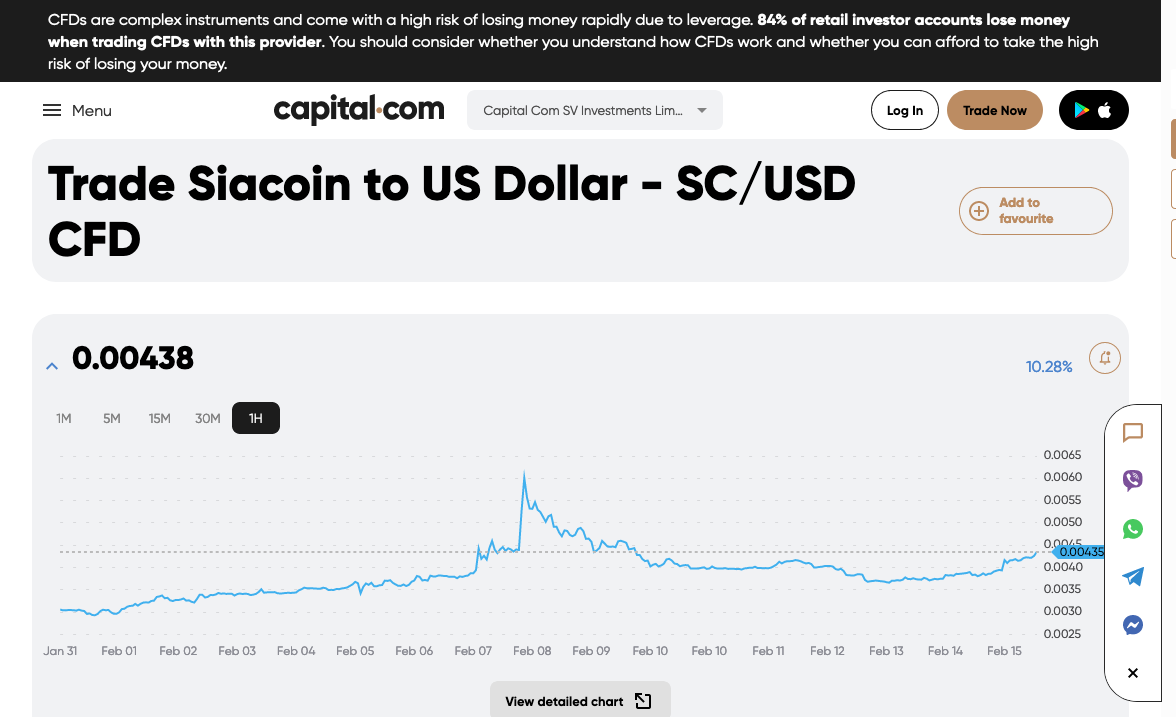 CFDs are complex instruments and come with a high risk of losing money rapidly due to leverage. 84% of retail investor accounts lose money
when trading CFDs with this provider. You should consider whether you understand how CFDs work and whether you can afford to take the high
risk of losing your money.
Menu
capital.com
Capital Com SV Investments Lim...
Log In
Trade Now
Trade Siacoin to US Dollar - SC/USD
CFD
Add to
favourite
0.00438
10.28%
1M 5M 15M 30M 1H
0.0065
0.0060
0.0055
0.0050
0.0045
0.00435
0.0040
0.0035
0.0030
0.0025
Jan 31 Feb 01 Feb 02 Feb 03 Feb 04 Feb 05 Feb 06 Feb 07 Feb 08 Feb 09 Feb 10 Feb 10 Feb 11 Feb 12 Feb 13 Feb 14 Feb 15
View detailed chart